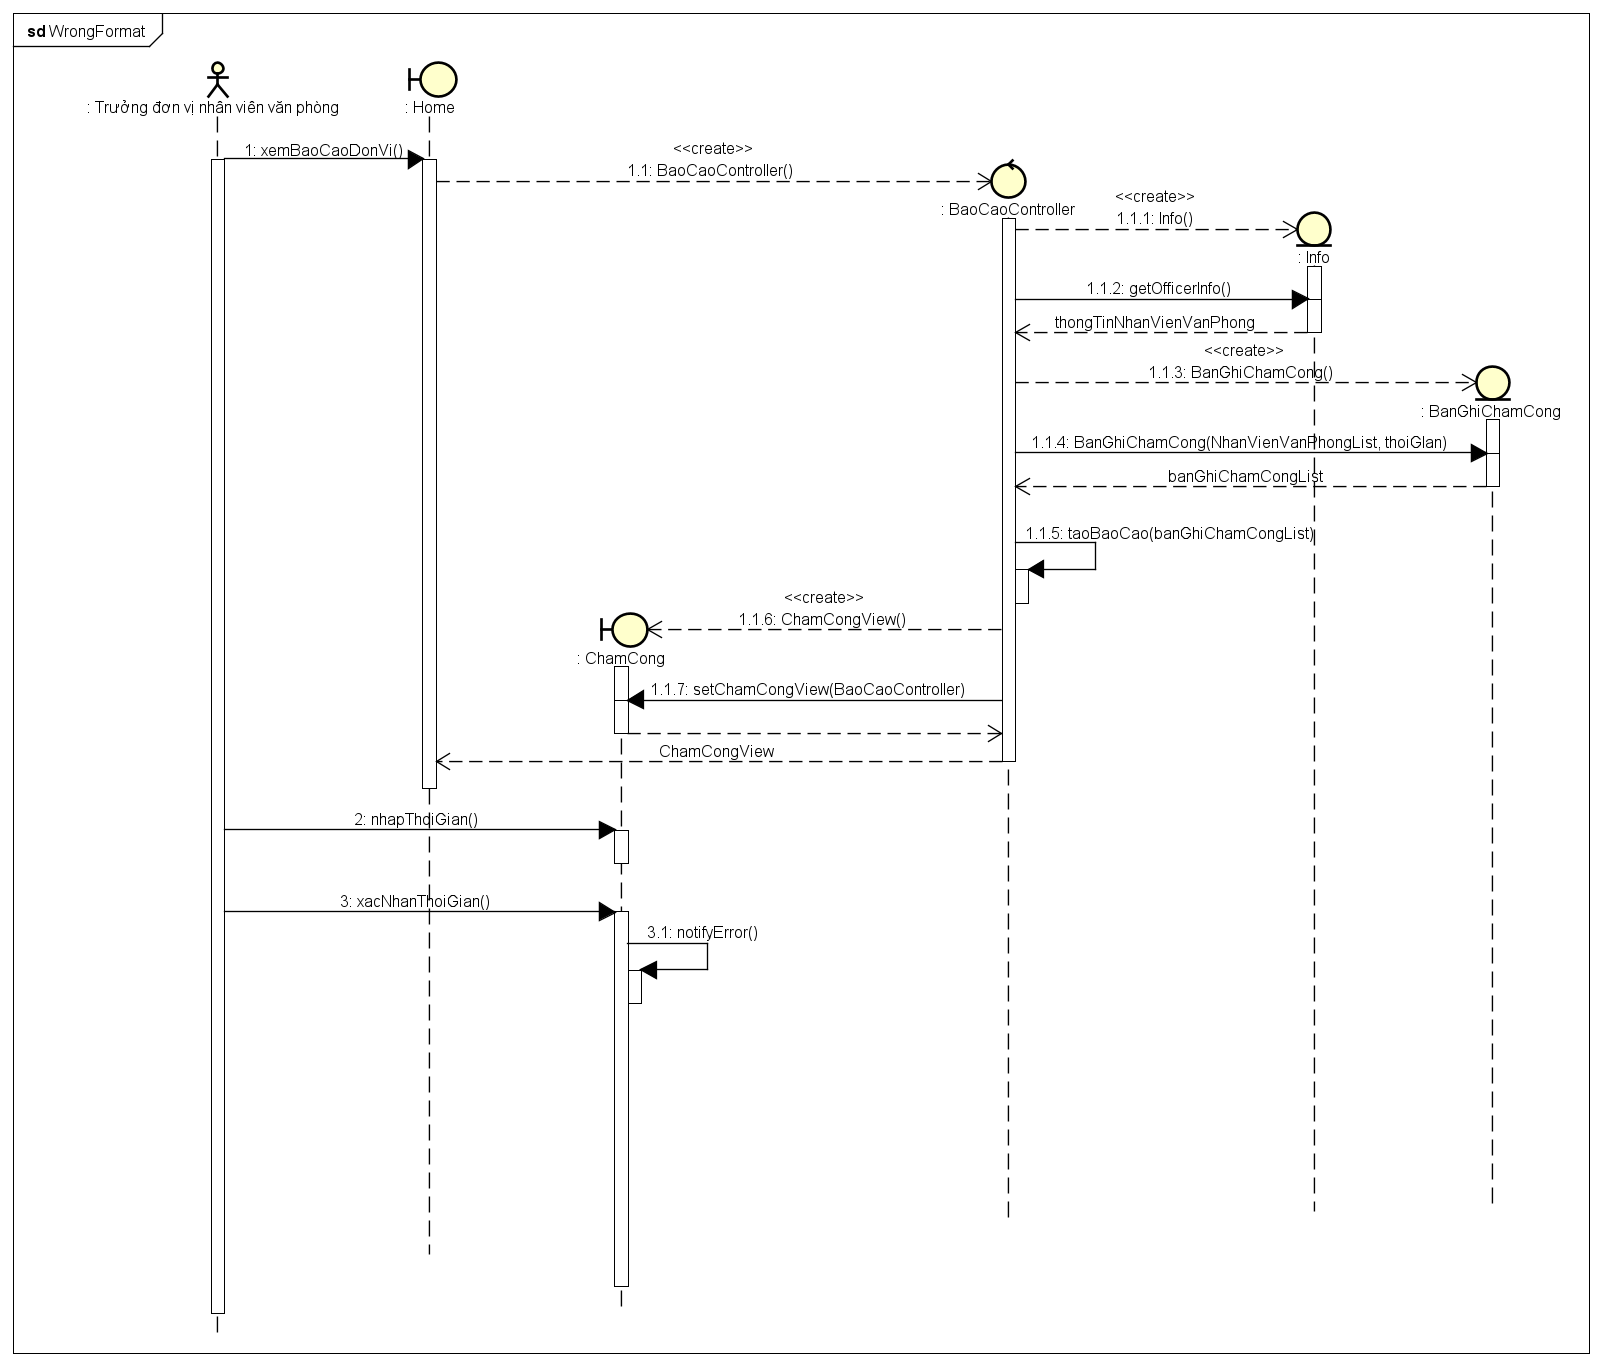 sd WrongFormat
: Trưởng đơn vị nhân viên văn phòng
: Home
1: xemBaoCaoDonVi()
<<create>>
1.1: BaoCaoController()
: BaoCaoController
<<create>>
1.1.1: Info()
: Info
1.1.2: getOfficerInfo()
thongTinNhanVienVanPhong
<<create>>
1.1.3: BanGhiChamCong()
: BanGhiChamCong
1.1.4: BanGhiChamCong(NhanVienVanPhongList, thoiGIan)
banGhiChamCongList
1.1.5: taoBaoCao(banGhiChamCongList)
<<create>>
1.1.6: ChamCongView()
: ChamCong
1.1.7: setChamCongView(BaoCaoController)
ChamCongView
2: nhapThoiGian()
3: xacNhanThoiGian()
3.1: notifyError()